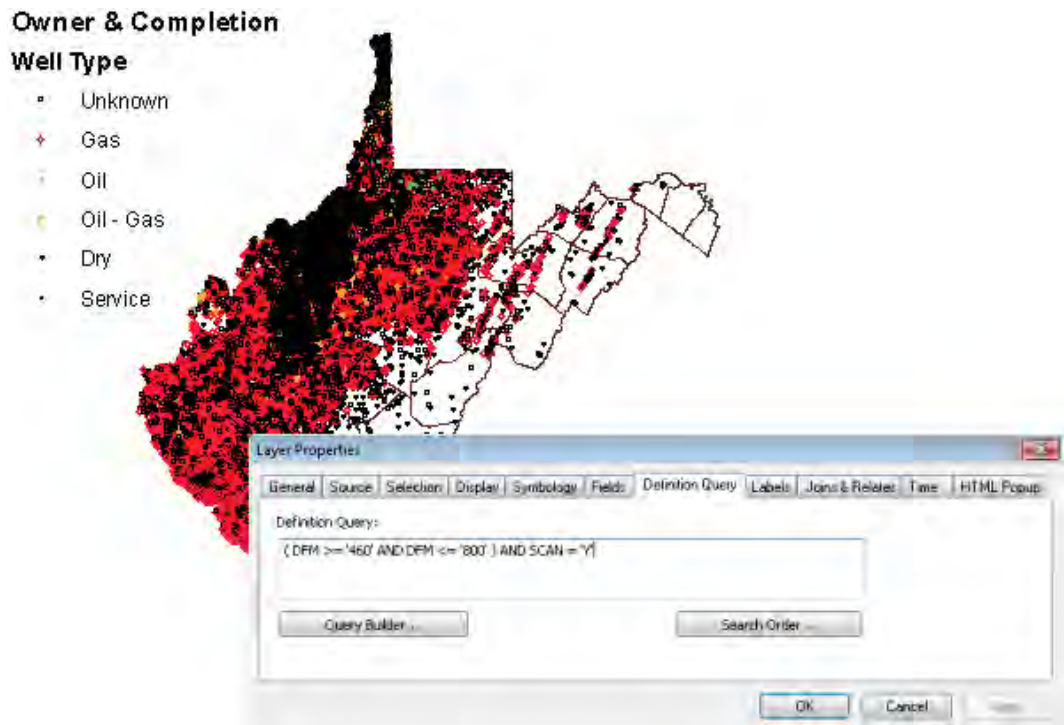 Owner & Completion
Well Type
Unknown
Gas
Oil
Oil - Gas
Dry
Service
Layer Properties
General Source Selection Display Symbology Fields Definition Query Labels Joins & Relates Time HTML Popup
Definition Query:
( DFM >= '460' AND DFM <= '800' ) AND SCAN = 'Y'
Query Builder ...
Search Order ...
OK Cancel